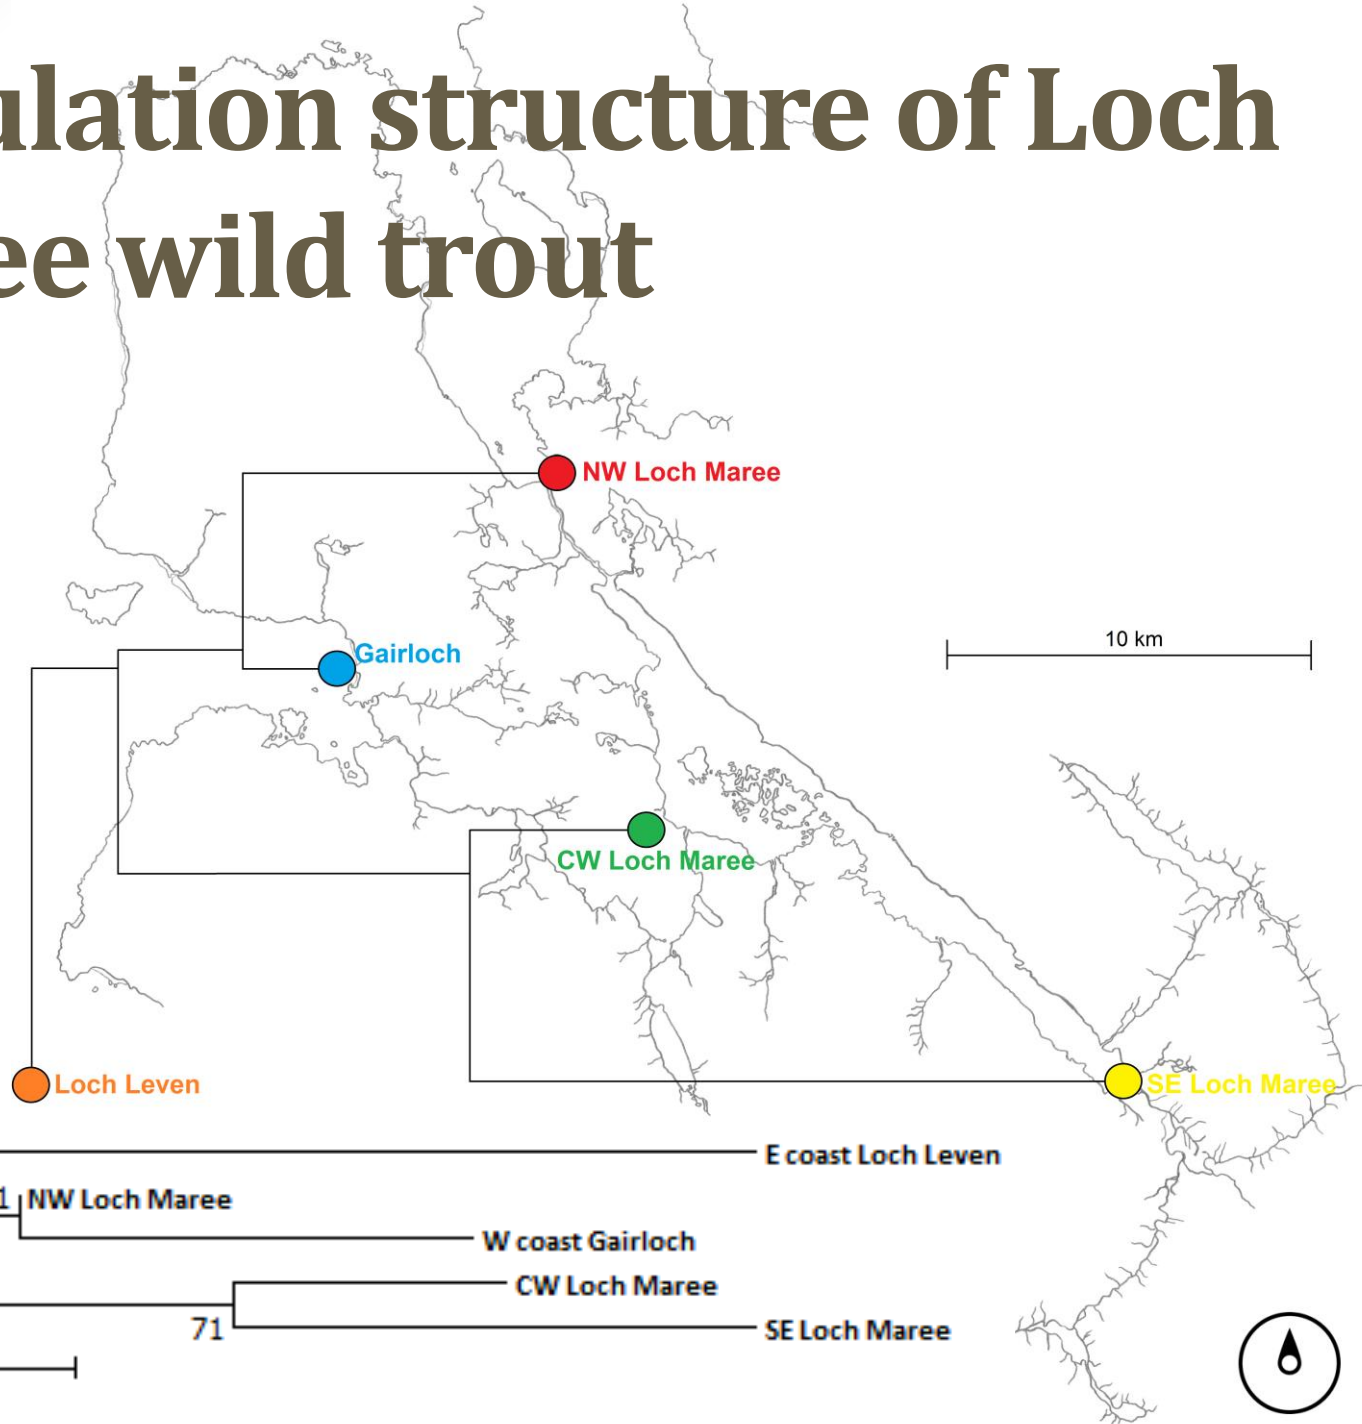 ulation structure of Loch
ee wild trout
NW Loch Maree
Gairloch
10 km
CW Loch Maree
Loch Leven
SE Loch Maree
E coast Loch Leven
1
NW Loch Maree
W coast Gairloch
CW Loch Maree
71
SE Loch Maree